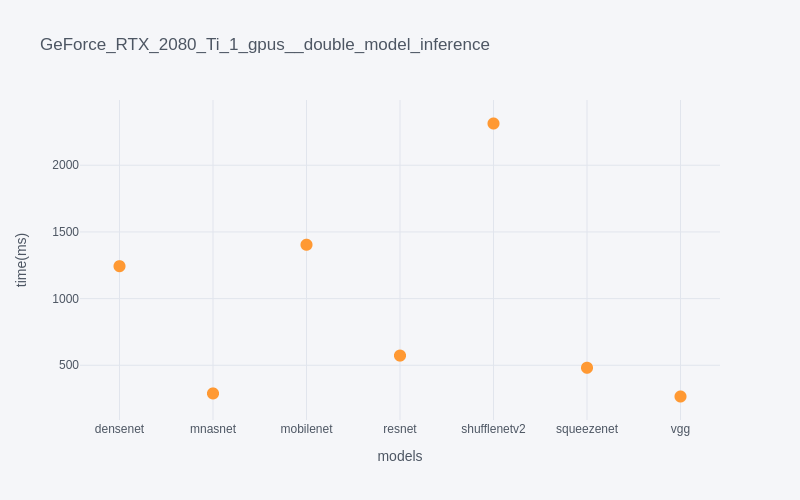 GeForce_RTX_2080_Ti_1_gpus__double_model_inference
time(ms)
2000
1500
1000
500
densenet
mnasnet
mobilenet
resnet
shufflenetv2
squeezenet
vgg
models